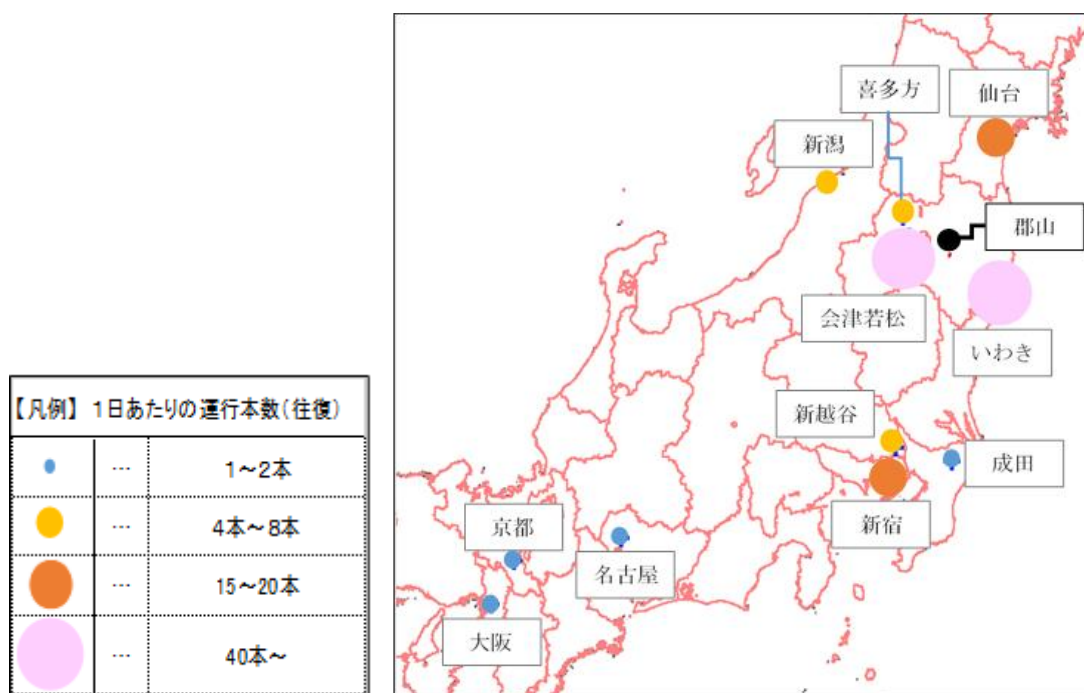 喜多方
仙台
新潟
郡山
会津若松
いわき
【凡例】 1日あたりの運行本数(往復)
… 1～2本
… 4本～8本
… 15～20本
… 40本～
新越谷
成田
新宿
京都
名古屋
大阪